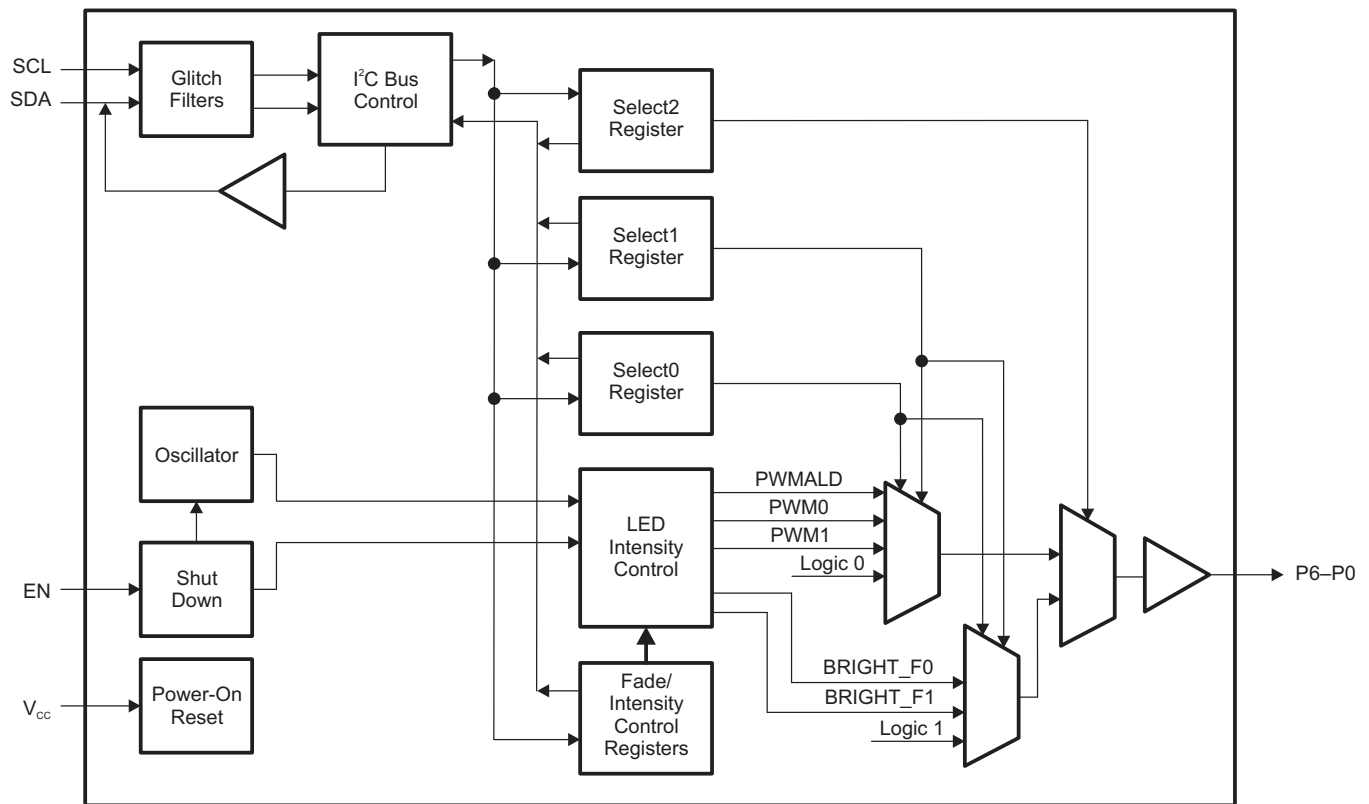 SCL
SDA
Glitch
Filters
I²C Bus
Control
Select2
Register
Select1
Register
Select0
Register
Oscillator
EN
Shut
Down
LED
Intensity
Control
PWMALD
PWM0
PWM1
Logic 0
P6–P0
V_CC
Power-On
Reset
Fade/
Intensity
Control
Registers
BRIGHT_F0
BRIGHT_F1
Logic 1